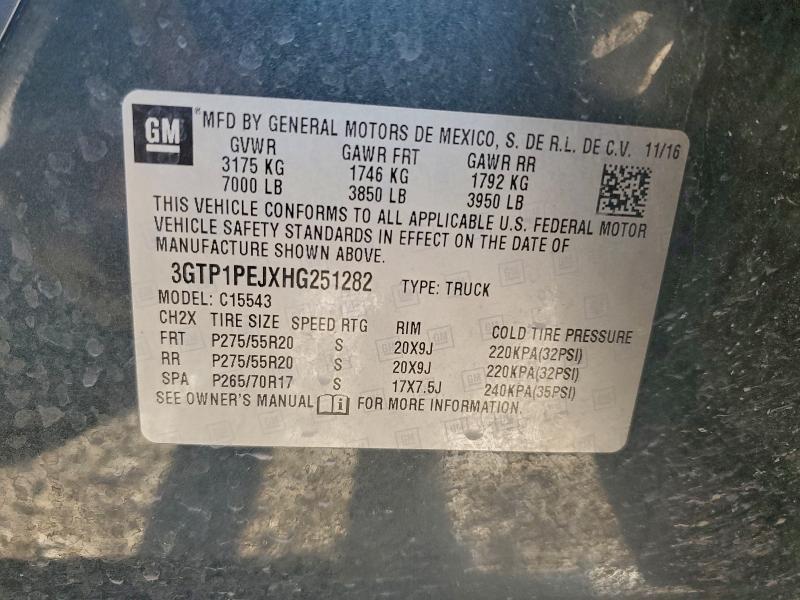 GM
MFD BY GENERAL MOTORS DE MEXICO, S. DE R.L. DE C.V. 11/16
GVWR GAWR FRT GAWR RR
3175 KG 1746 KG 1792 KG
7000 LB 3850 LB 3950 LB
THIS VEHICLE CONFORMS TO ALL APPLICABLE U.S. FEDERAL MOTOR
VEHICLE SAFETY STANDARDS IN EFFECT ON THE DATE OF
MANUFACTURE SHOWN ABOVE.
3GTP1PEJXHG251282 TYPE: TRUCK
MODEL: C15543
CH2X TIRE SIZE SPEED RTG RIM COLD TIRE PRESSURE
FRT P275/55R20 S 20X9J 220KPA(32PSI)
RR P275/55R20 S 20X9J 220KPA(32PSI)
SPA P265/70R17 S 17X7.5J 240KPA(35PSI)
SEE OWNER'S MANUAL i FOR MORE INFORMATION.